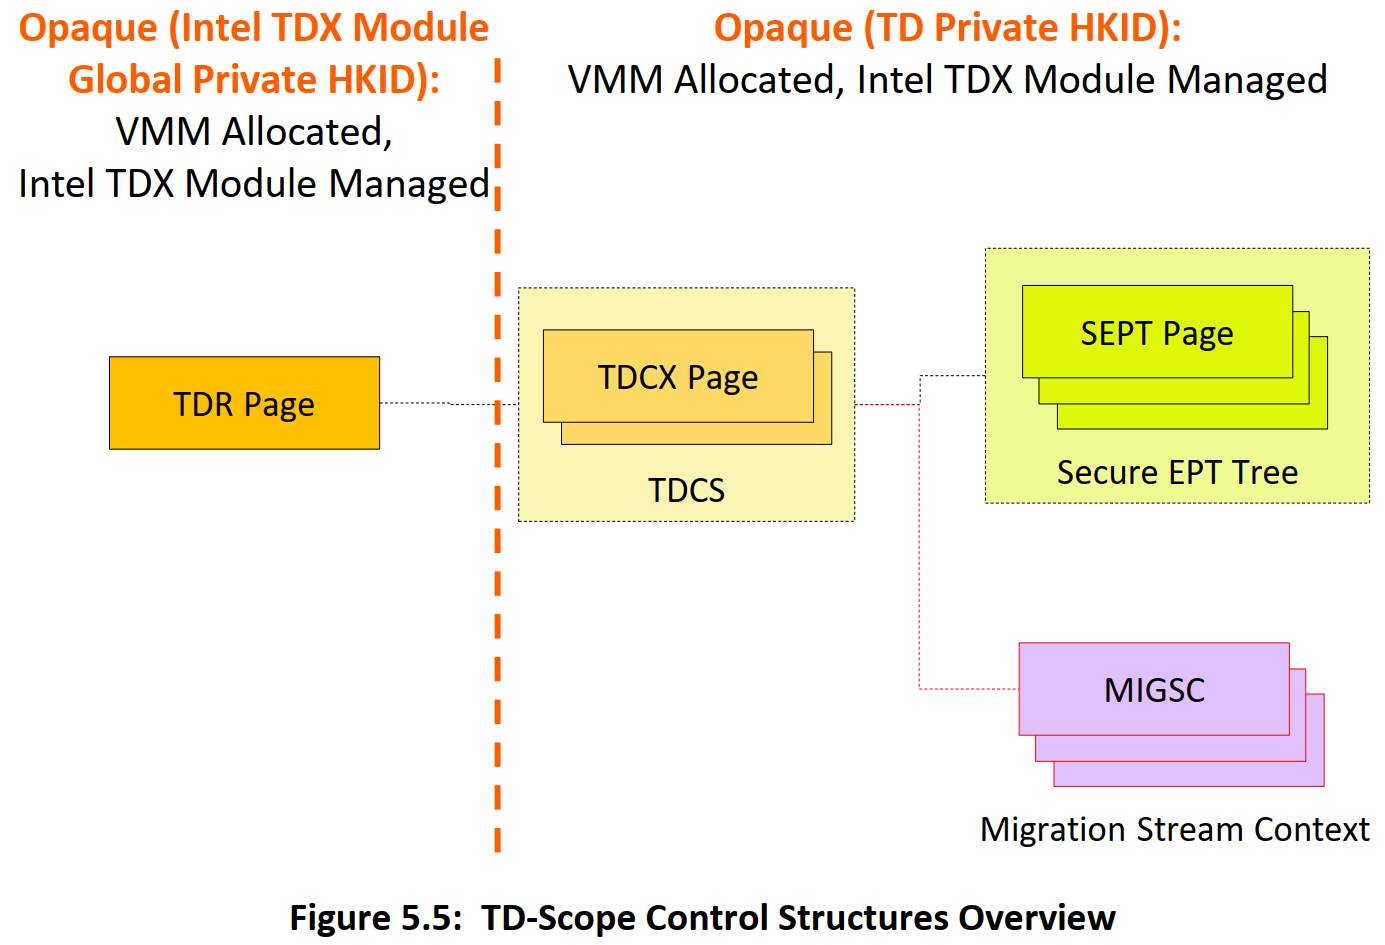 Opaque (Intel TDX Module
Global Private HKID):
VMM Allocated,
Intel TDX Module Managed
Opaque (TD Private HKID):
VMM Allocated, Intel TDX Module Managed
TDR Page
TDCX Page
TDCS
SEPT Page
Secure EPT Tree
MIGSC
Migration Stream Context
Figure 5.5:  TD-Scope Control Structures Overview